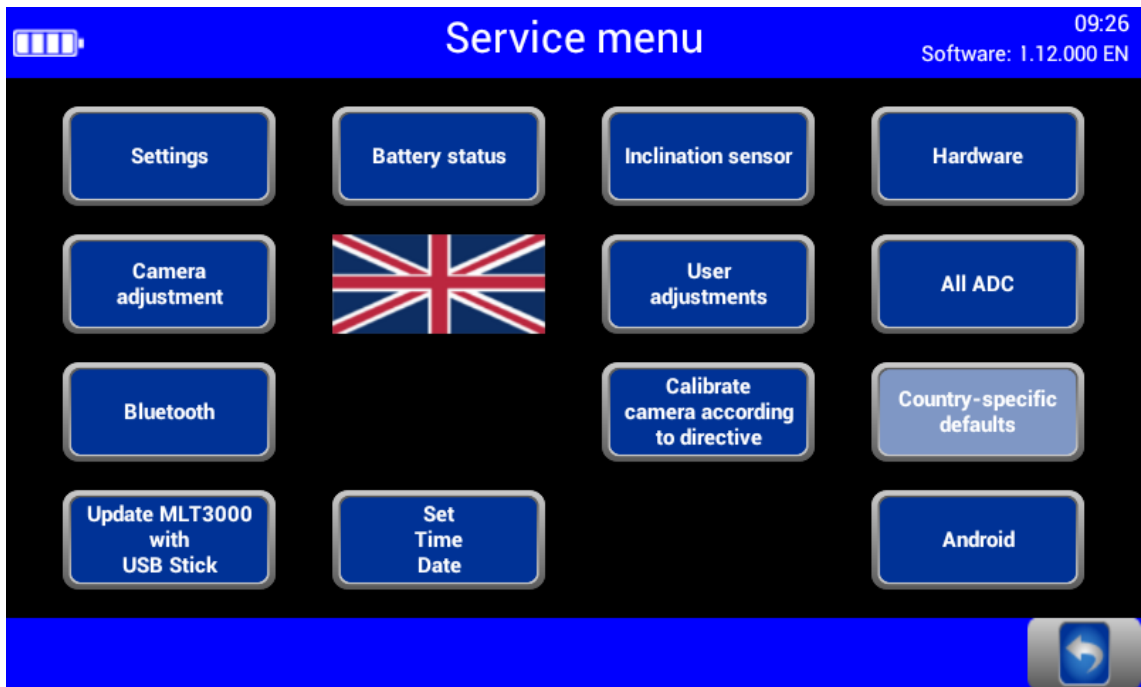 Service menu
09:26
Software: 1.12.000 EN
Settings
Battery status
Inclination sensor
Hardware
Camera
adjustment
User
adjustments
All ADC
Bluetooth
Calibrate
camera according
to directive
Country-specific
defaults
Update MLT3000
with
USB Stick
Set
Time
Date
Android